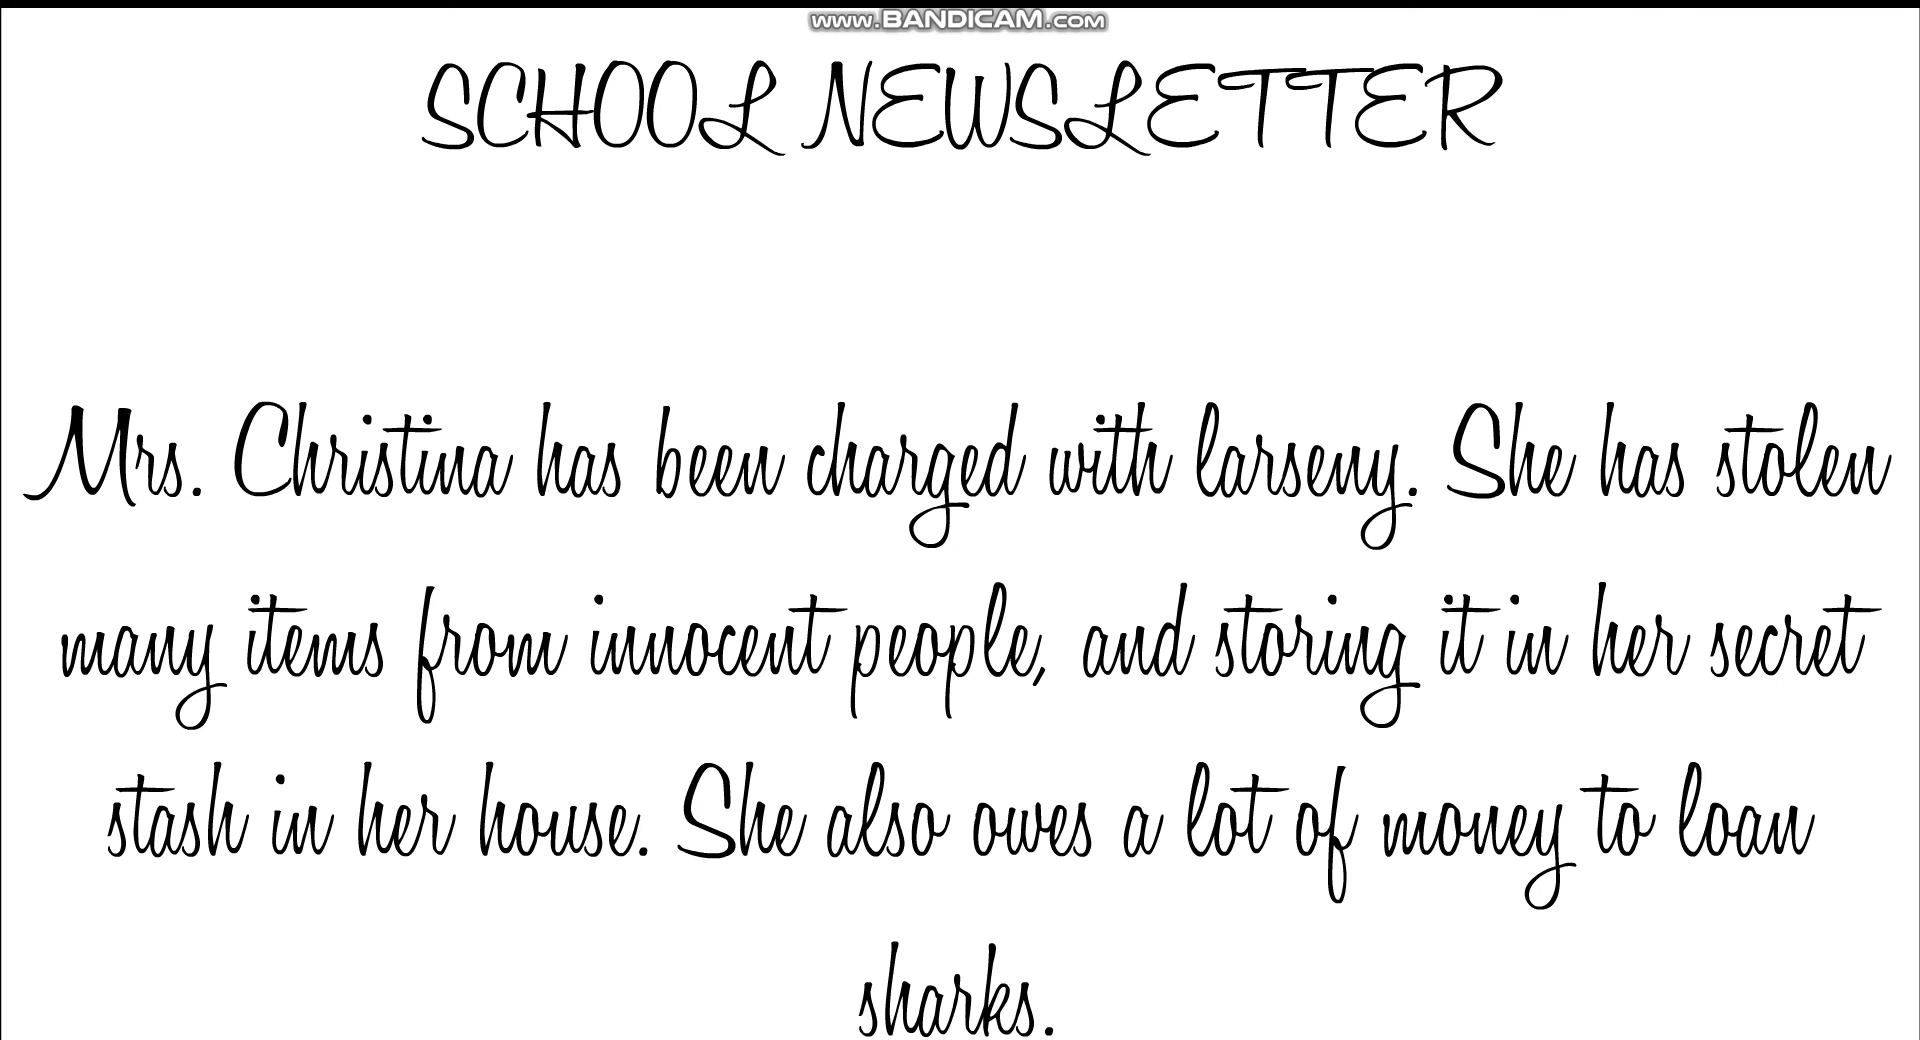 www.BANDICAM.com
SCHOOL NEWSLETTER
Mrs. Christina has been charged with larseny. She has stolen
many items from innocent people, and storing it in her secret
stash in her house. She also owes a lot of money to loan
sharks.